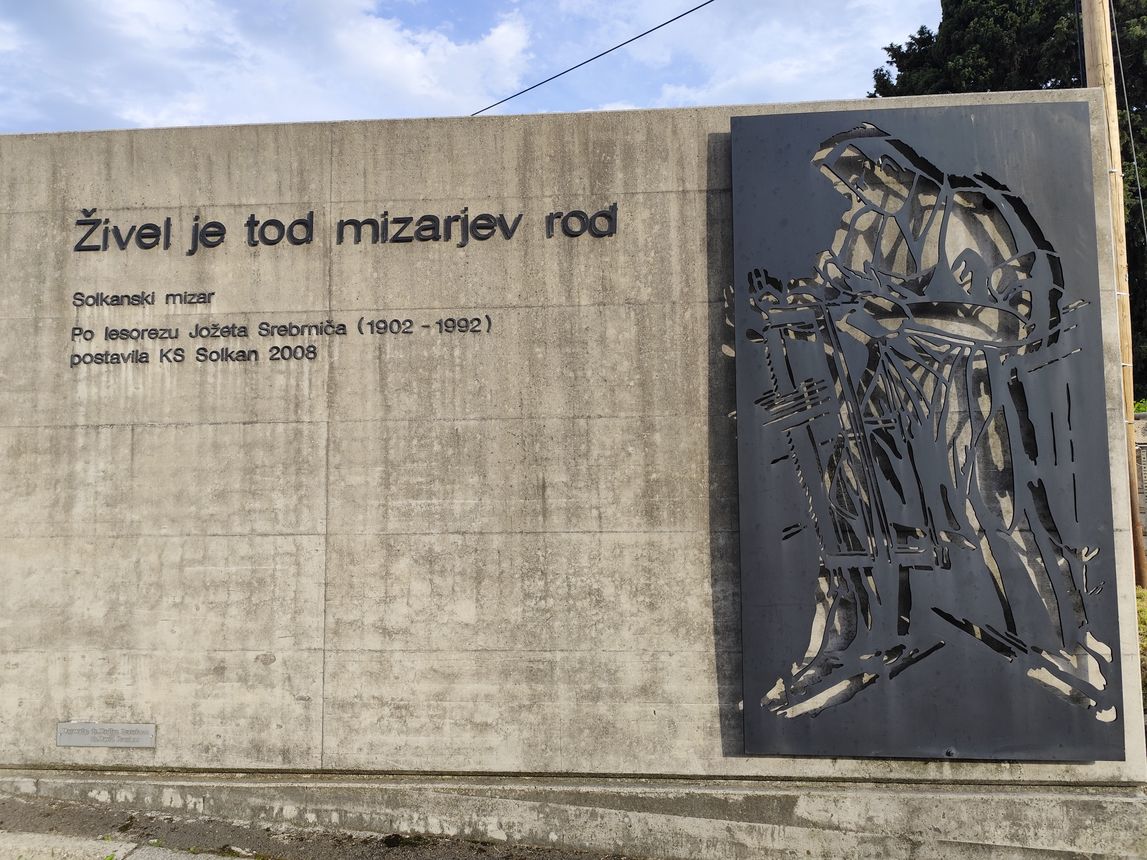 Živel je tod mizarjev rod
Solkanski mizar
Po lesorezu Jožeta Srebrniča (1902 - 1992)
postavila KS Solkan 2008